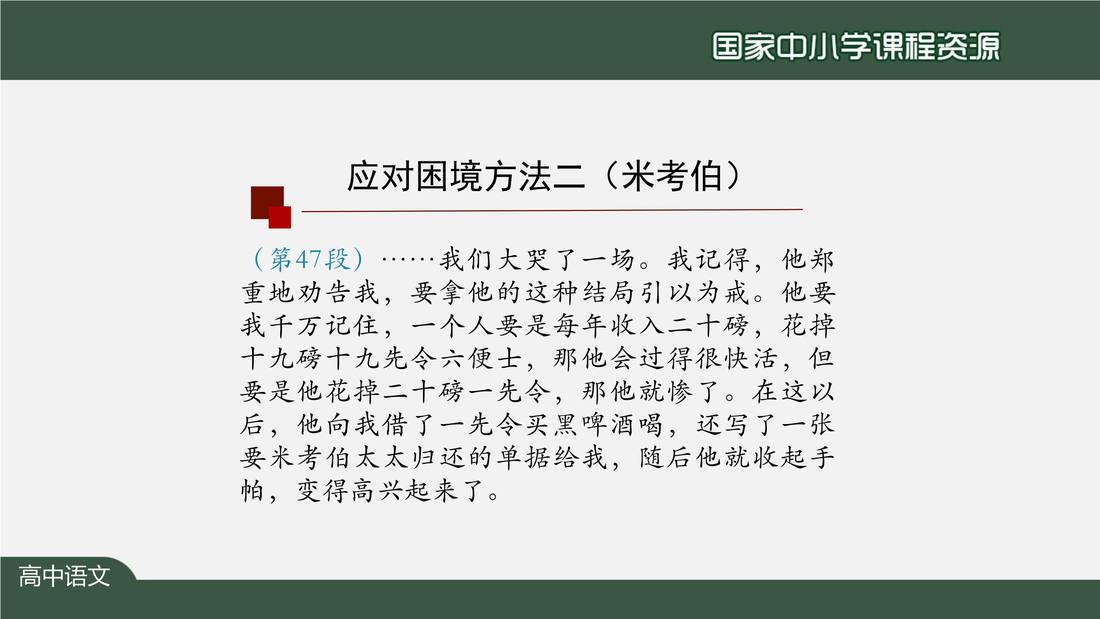 国家中小学课程资源
应对困境方法二（米考伯）
（第47段）……我们大哭了一场。我记得，他郑
重地劝告我，要拿他的这种结局引以为戒。他要
我千万记住，一个人要是每年收入二十磅，花掉
十九磅十九先令六便士，那他会过得很快活，但
要是他花掉二十磅一先令，那他就惨了。在这以
后，他向我借了一先令买黑啤酒喝，还写了一张
要米考伯太太归还的单据给我，随后他就收起手
帕，变得高兴起来了。
高中语文